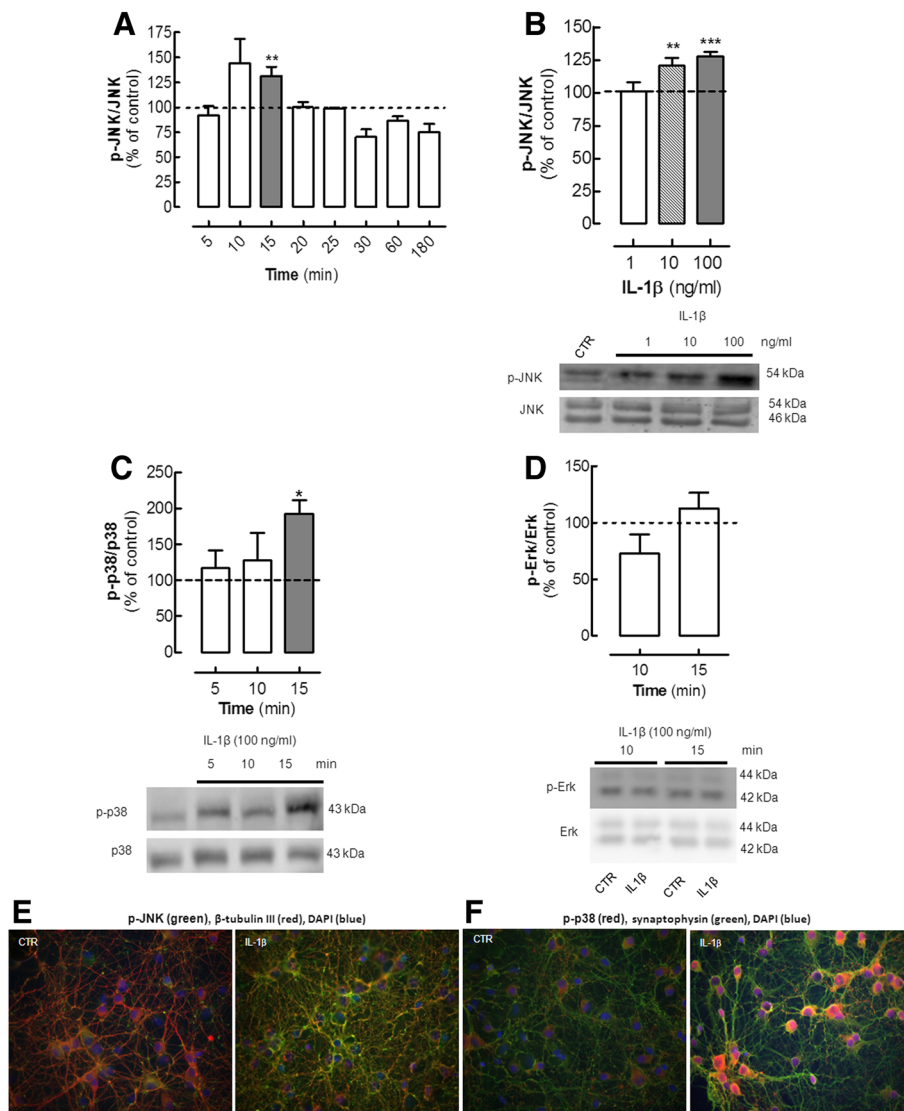 A
p-JNK/JNK
(% of control)
175
150
125
100
75
50
25
0
**
5 10 15 20 25 30 60 180
Time (min)
B
p-JNK/JNK
(% of control)
150
125
100
75
50
25
0
** ***
1 10 100
IL-1β (ng/ml)
IL-1β
CTR 1 10 100 ng/ml
p-JNK 54 kDa
JNK 54 kDa
46 kDa
C
p-p38/p38
(% of control)
250
200
150
100
50
0
*
5 10 15
Time (min)
IL-1β (100 ng/ml)
5 10 15 min
p-p38 43 kDa
p38 43 kDa
D
p-Erk/Erk
(% of control)
150
100
50
0
10 15
Time (min)
IL-1β (100 ng/ml)
10 15 min
p-Erk 44 kDa
42 kDa
Erk 44 kDa
42 kDa
CTR IL1β CTR IL1β
E
p-JNK (green), β-tubulin III (red), DAPI (blue)
CTR IL-1β
F
p-p38 (red), synaptophysin (green), DAPI (blue)
CTR IL-1β